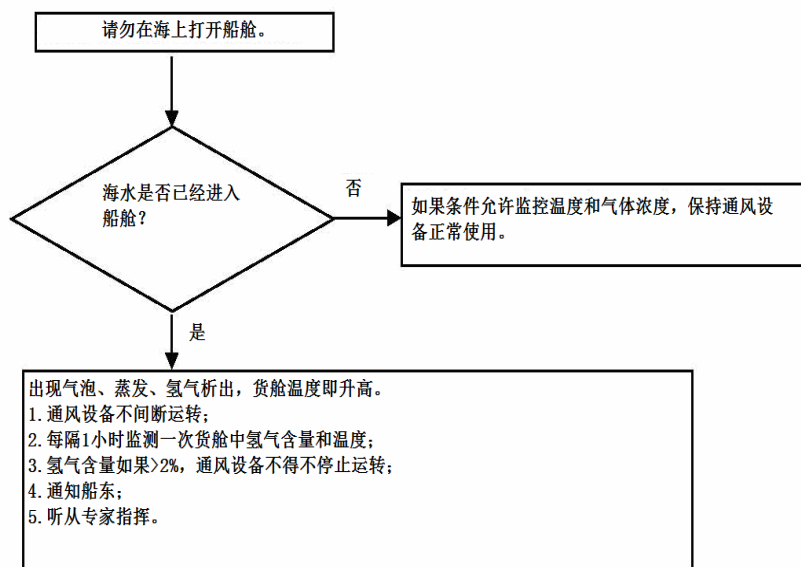 请勿在海上打开船舱。
海水是否已经进入
船舱？
否
如果条件允许监控温度和气体浓度，保持通风设
备正常使用。
是
出现气泡、蒸发、氢气析出，货舱温度即升高。
1.通风设备不间断运转；
2.每隔1小时监测一次货舱中氢气含量和温度；
3.氢气含量如果>2%，通风设备不得不停止运转；
4.通知船东；
5.听从专家指挥。